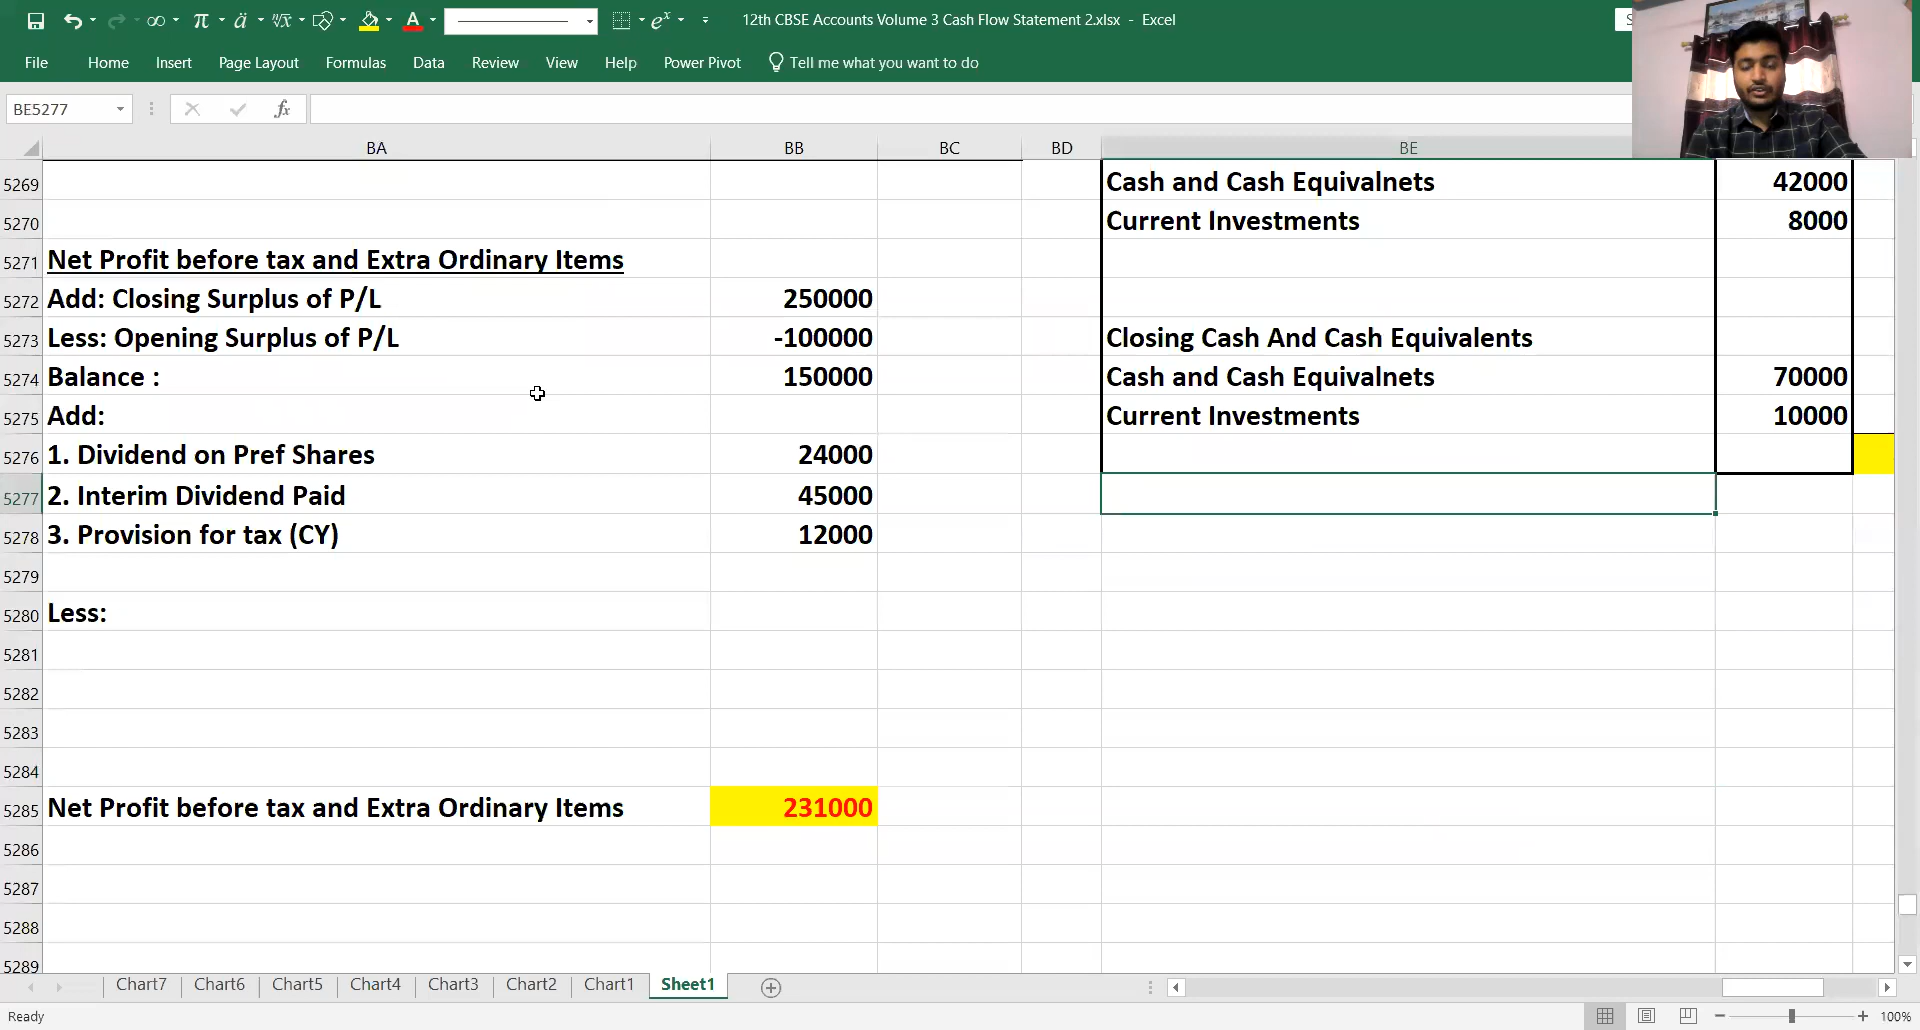 12th CBSE Accounts Volume 3 Cash Flow Statement 2.xlsx - Excel
File Home Insert Page Layout Formulas Data Review View Help Power Pivot Tell me what you want to do
BE5277 fx
BA BB BC BD BE
5269 Cash and Cash Equivalnets 42000
5270 Current Investments 8000
5271 Net Profit before tax and Extra Ordinary Items
5272 Add: Closing Surplus of P/L 250000
5273 Less: Opening Surplus of P/L -100000 Closing Cash And Cash Equivalents
5274 Balance : 150000 Cash and Cash Equivalnets 70000
5275 Add: Current Investments 10000
5276 1. Dividend on Pref Shares 24000
5277 2. Interim Dividend Paid 45000
5278 3. Provision for tax (CY) 12000
5279
5280 Less:
5281
5282
5283
5284
5285 Net Profit before tax and Extra Ordinary Items 231000
5286
5287
5288
5289
Chart7 Chart6 Chart5 Chart4 Chart3 Chart2 Chart1 Sheet1
Ready 100%